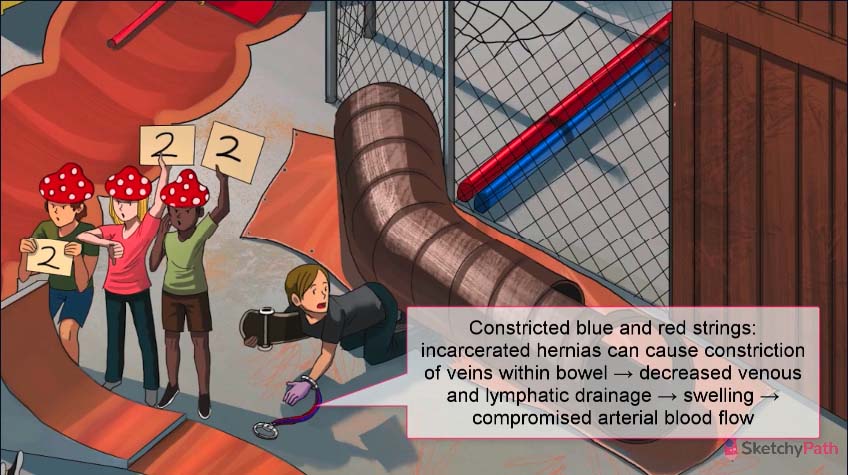 2
2
2
Constricted blue and red strings:
incarcerated hernias can cause constriction
of veins within bowel → decreased venous
and lymphatic drainage → swelling →
compromised arterial blood flow
SketchyPath